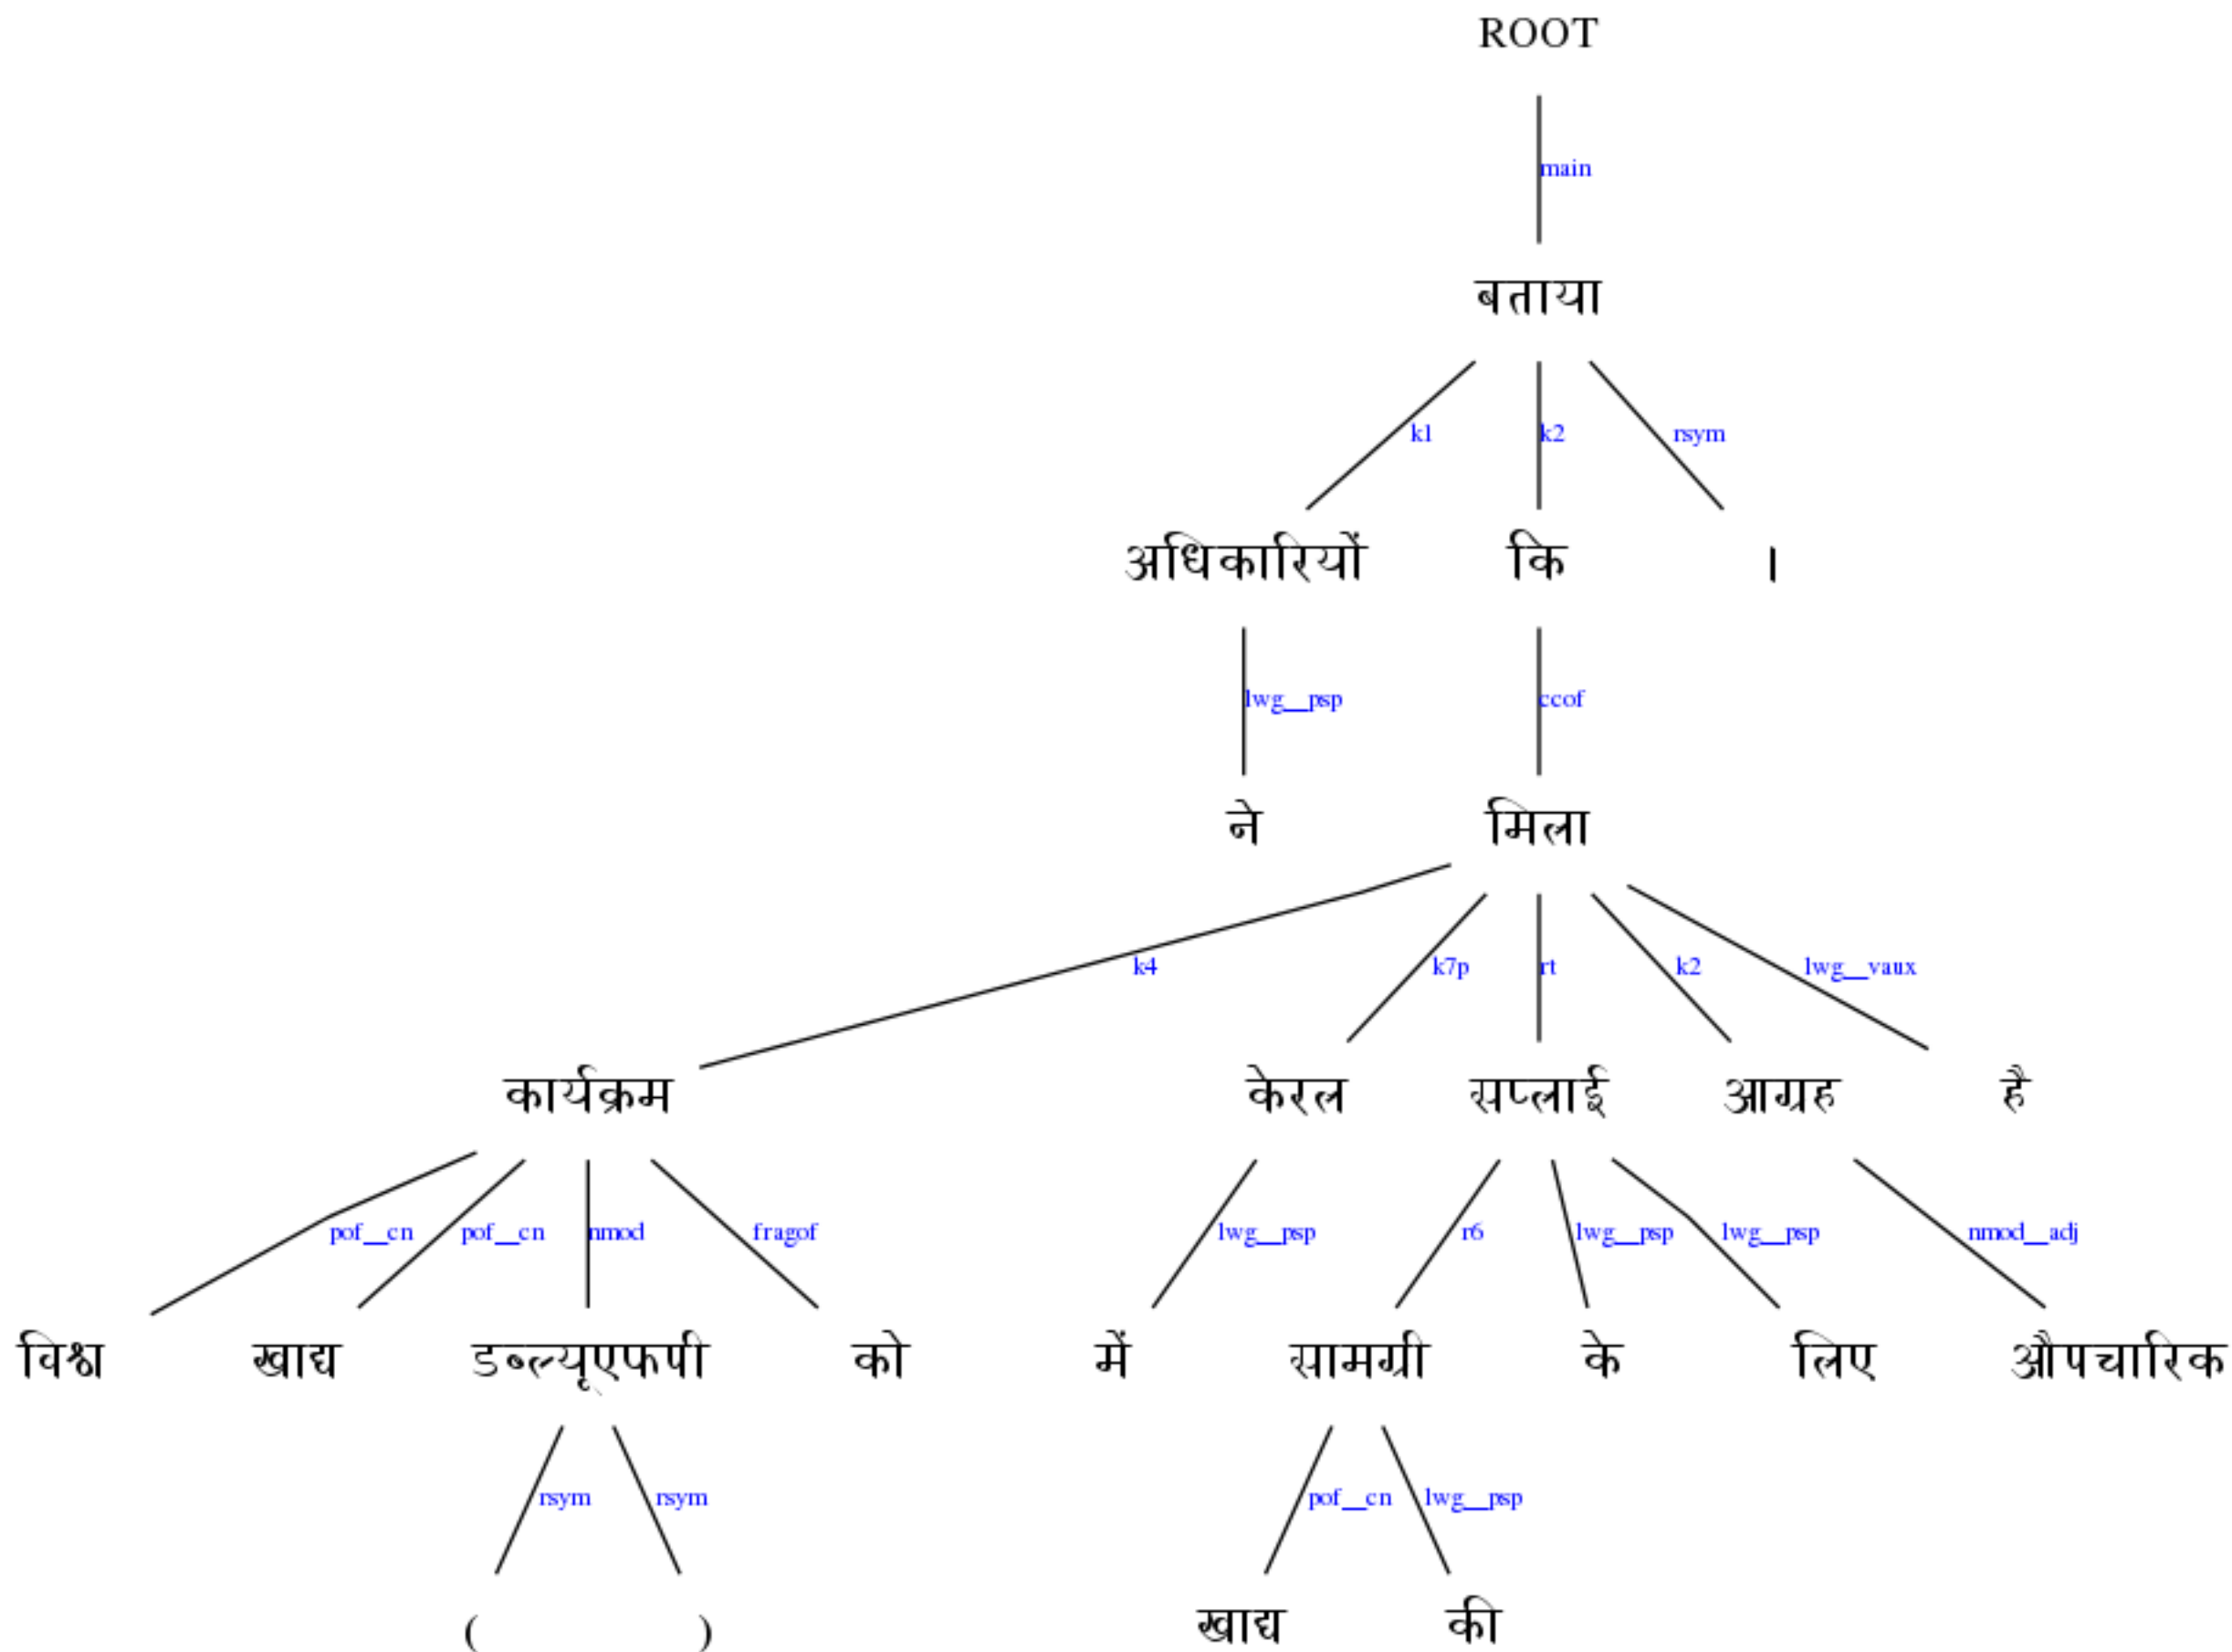 ROOT
main
बताया
k1 k2 rsym
अधिकारियों कि ।
lwg__psp ccof
ने मिला
k4 k7p rt k2 lwg__vaux
कार्यक्रम केरल सप्लाई आग्रह है
pof__cn pof__cn nmod fragof lwg__psp r6 lwg__psp lwg__psp nmod__adj
विश्व खाद्य डब्ल्यूएफपी को में सामग्री के लिए औपचारिक
rsym rsym pof__cn lwg__psp
( ) खाद्य की